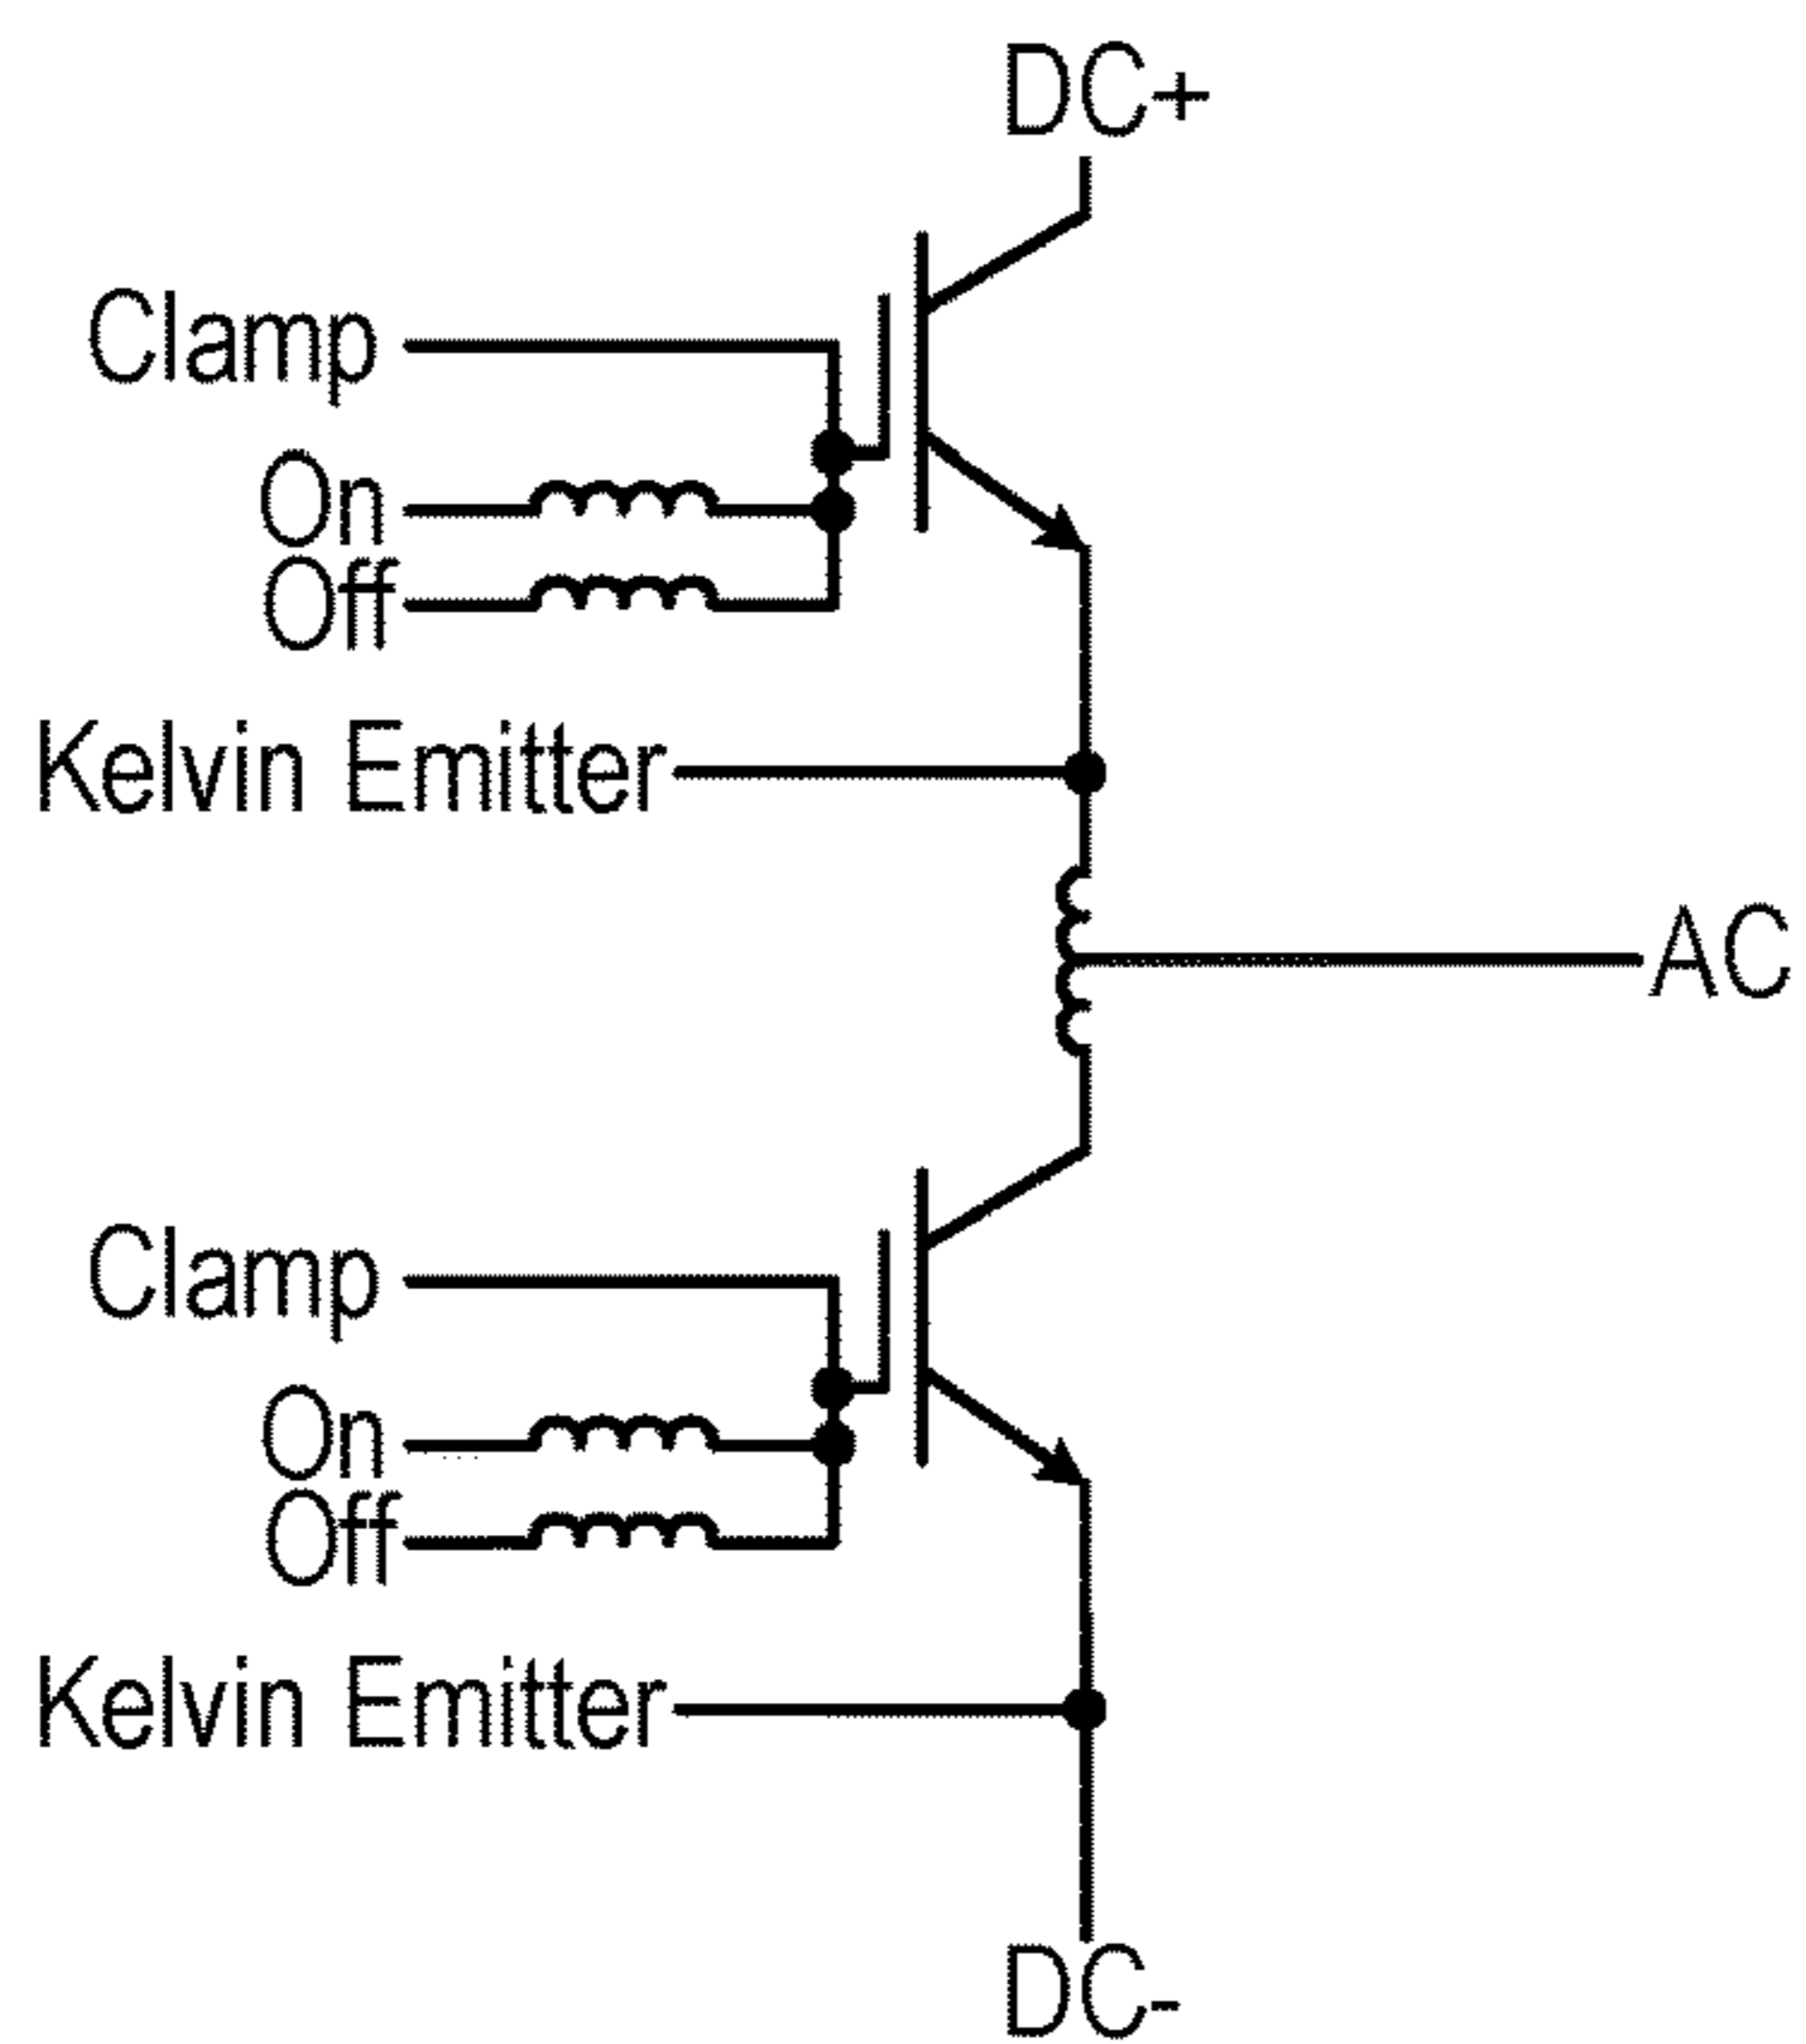 DC+
Clamp
On
Off
Kelvin Emitter
AC
Clamp
On
Off
Kelvin Emitter
DC-